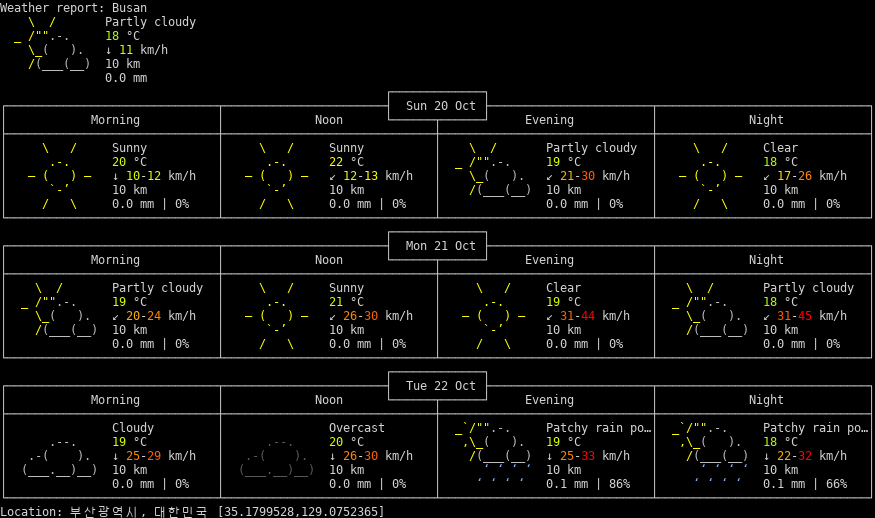 Weather report: Busan
Partly cloudy
18 °C
↓ 11 km/h
10 km
0.0 mm
Sun 20 Oct
Morning Noon Evening Night
Sunny Sunny Partly cloudy Clear
20 °C 22 °C 19 °C 18 °C
↓ 10-12 km/h ↙ 12-13 km/h ↙ 21-30 km/h ↙ 17-26 km/h
10 km 10 km 10 km 10 km
0.0 mm | 0% 0.0 mm | 0% 0.0 mm | 0% 0.0 mm | 0%
Mon 21 Oct
Morning Noon Evening Night
Partly cloudy Sunny Clear Partly cloudy
19 °C 21 °C 19 °C 18 °C
↙ 20-24 km/h ↙ 26-30 km/h ↙ 31-44 km/h ↙ 31-45 km/h
10 km 10 km 10 km 10 km
0.0 mm | 0% 0.0 mm | 0% 0.0 mm | 0% 0.0 mm | 0%
Tue 22 Oct
Morning Noon Evening Night
Cloudy Overcast Patchy rain po… Patchy rain po…
19 °C 20 °C 19 °C 18 °C
↓ 25-29 km/h ↓ 26-30 km/h ↓ 25-33 km/h ↓ 22-32 km/h
10 km 10 km 10 km 10 km
0.0 mm | 0% 0.0 mm | 0% 0.1 mm | 86% 0.1 mm | 66%
Location: 부산광역시, 대한민국 [35.1799528,129.0752365]